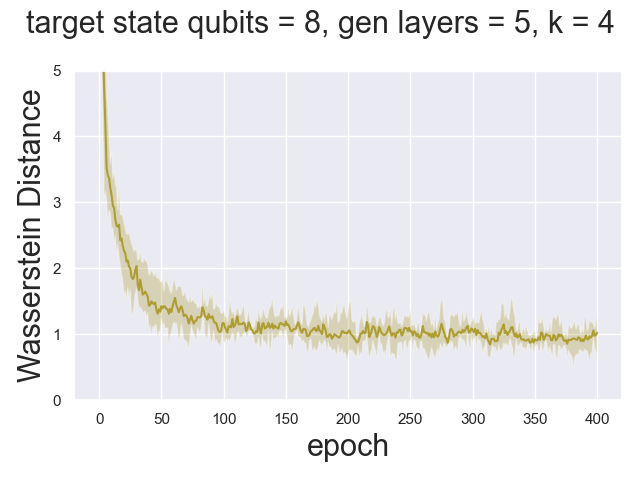 target state qubits = 8, gen layers = 5, k = 4
5
4
3
2
1
0
Wasserstein Distance
0 50 100 150 200 250 300 350 400
epoch